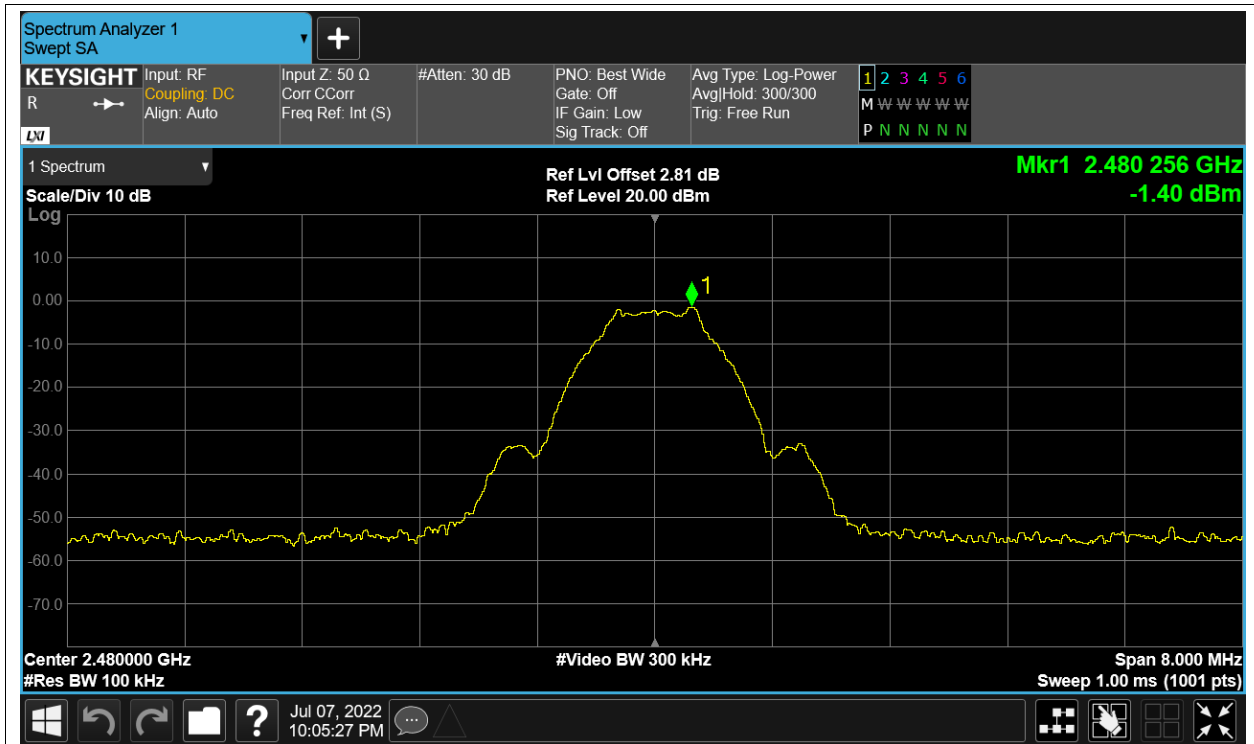 Spectrum Analyzer 1
Swept SA
+
KEYSIGHT
R
LXI
Input: RF
Coupling: DC
Align: Auto
Input Z: 50 Ω
Corr CCorr
Freq Ref: Int (S)
#Atten: 30 dB
PNO: Best Wide
Gate: Off
IF Gain: Low
Sig Track: Off
Avg Type: Log-Power
Avg|Hold: 300/300
Trig: Free Run
1 2 3 4 5 6
M W W W W W
P N N N N N
1 Spectrum
Scale/Div 10 dB
Ref Lvl Offset 2.81 dB
Ref Level 20.00 dBm
Mkr1 2.480 256 GHz
-1.40 dBm
Log
10.0
0.00
-10.0
-20.0
-30.0
-40.0
-50.0
-60.0
-70.0
1
Center 2.480000 GHz
#Res BW 100 kHz
#Video BW 300 kHz
Span 8.000 MHz
Sweep 1.00 ms (1001 pts)
?
Jul 07, 2022
10:05:27 PM